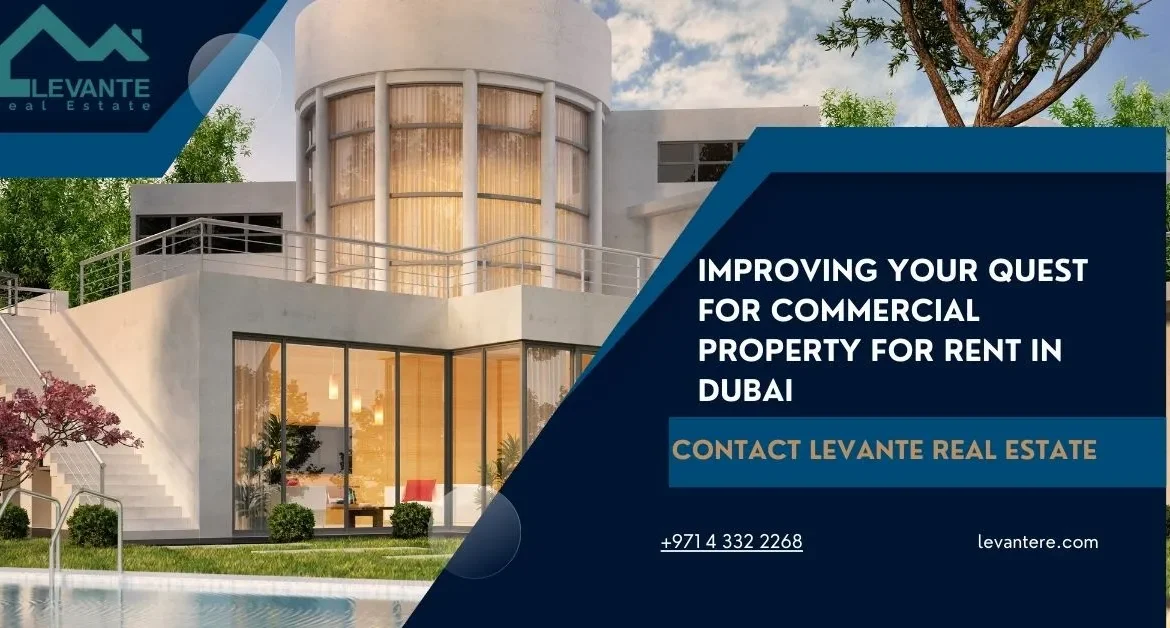 LEVANTE
eal Estate
IMPROVING YOUR QUEST
FOR COMMERCIAL
PROPERTY FOR RENT IN
DUBAI
CONTACT LEVANTE REAL ESTATE
+971 4 332 2268
levantere.com